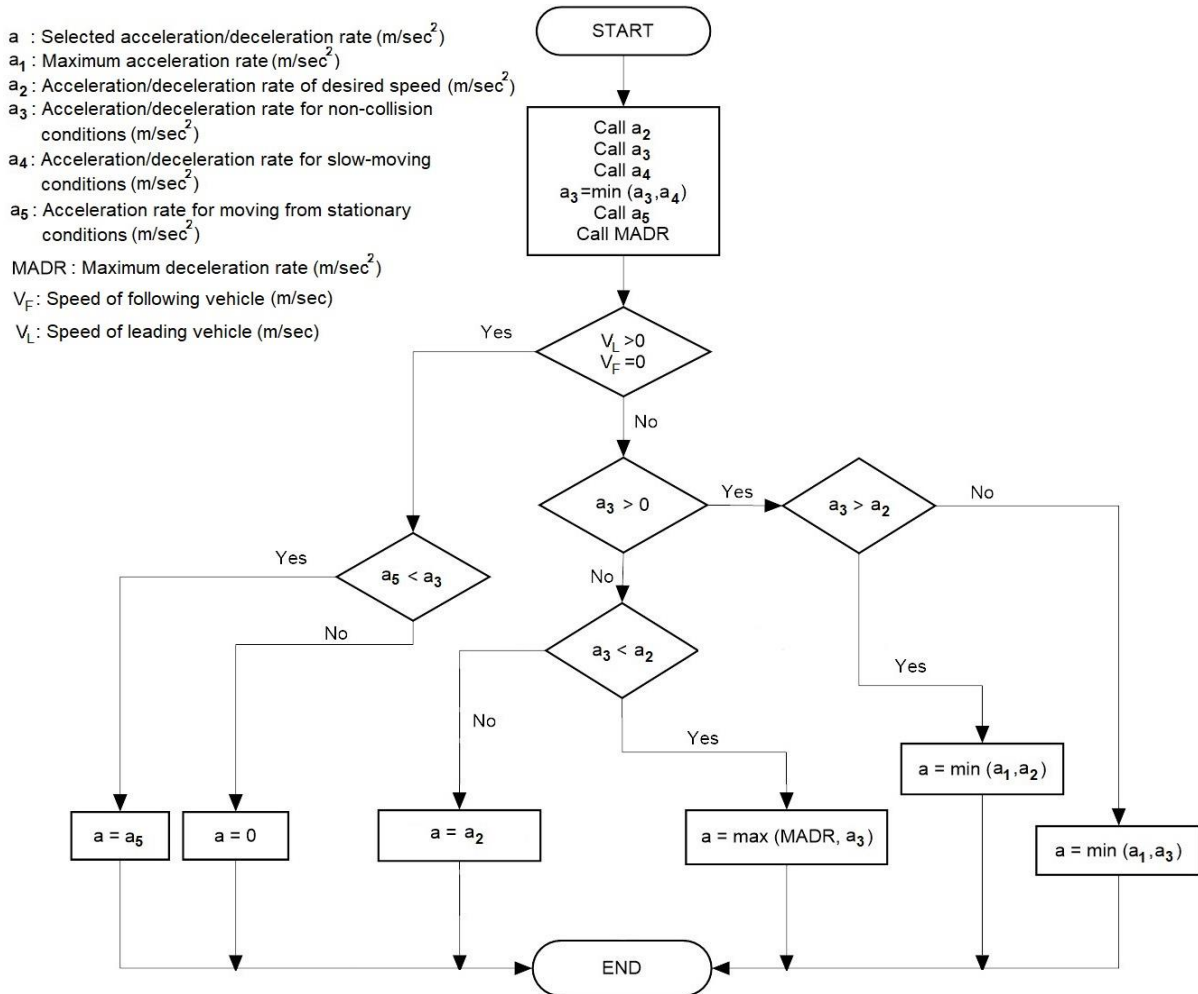 a : Selected acceleration/deceleration rate (m/sec²)
a₁ : Maximum acceleration rate (m/sec²)
a₂ : Acceleration/deceleration rate of desired speed (m/sec²)
a₃ : Acceleration/deceleration rate for non-collision
conditions (m/sec²)
a₄ : Acceleration/deceleration rate for slow-moving
conditions (m/sec²)
a₅ : Acceleration rate for moving from stationary
conditions (m/sec²)
MADR : Maximum deceleration rate (m/sec²)
V_F : Speed of following vehicle (m/sec)
V_L : Speed of leading vehicle (m/sec)
START
Call a₂
Call a₃
Call a₄
a₃=min (a₃,a₄)
Call a₅
Call MADR
V_L >0
V_F =0
Yes
No
a₃ > 0
Yes
a₃ > a₂
No
Yes
a₅ < a₃
No
No
a₃ < a₂
Yes
No
Yes
a = min (a₁,a₂)
a = a₅
a = 0
a = a₂
a = max (MADR, a₃)
a = min (a₁,a₃)
END